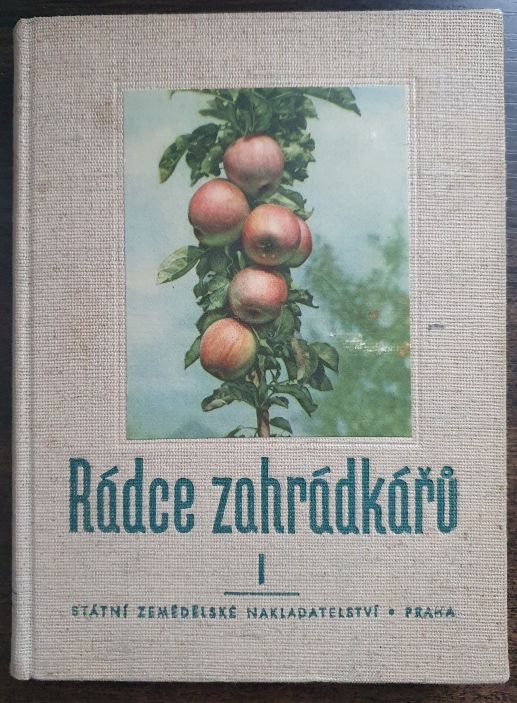 Rádce zahrádkářů
I
STÁTNÍ ZEMĚDĚLSKÉ NAKLADATELSTVÍ • PRAHA